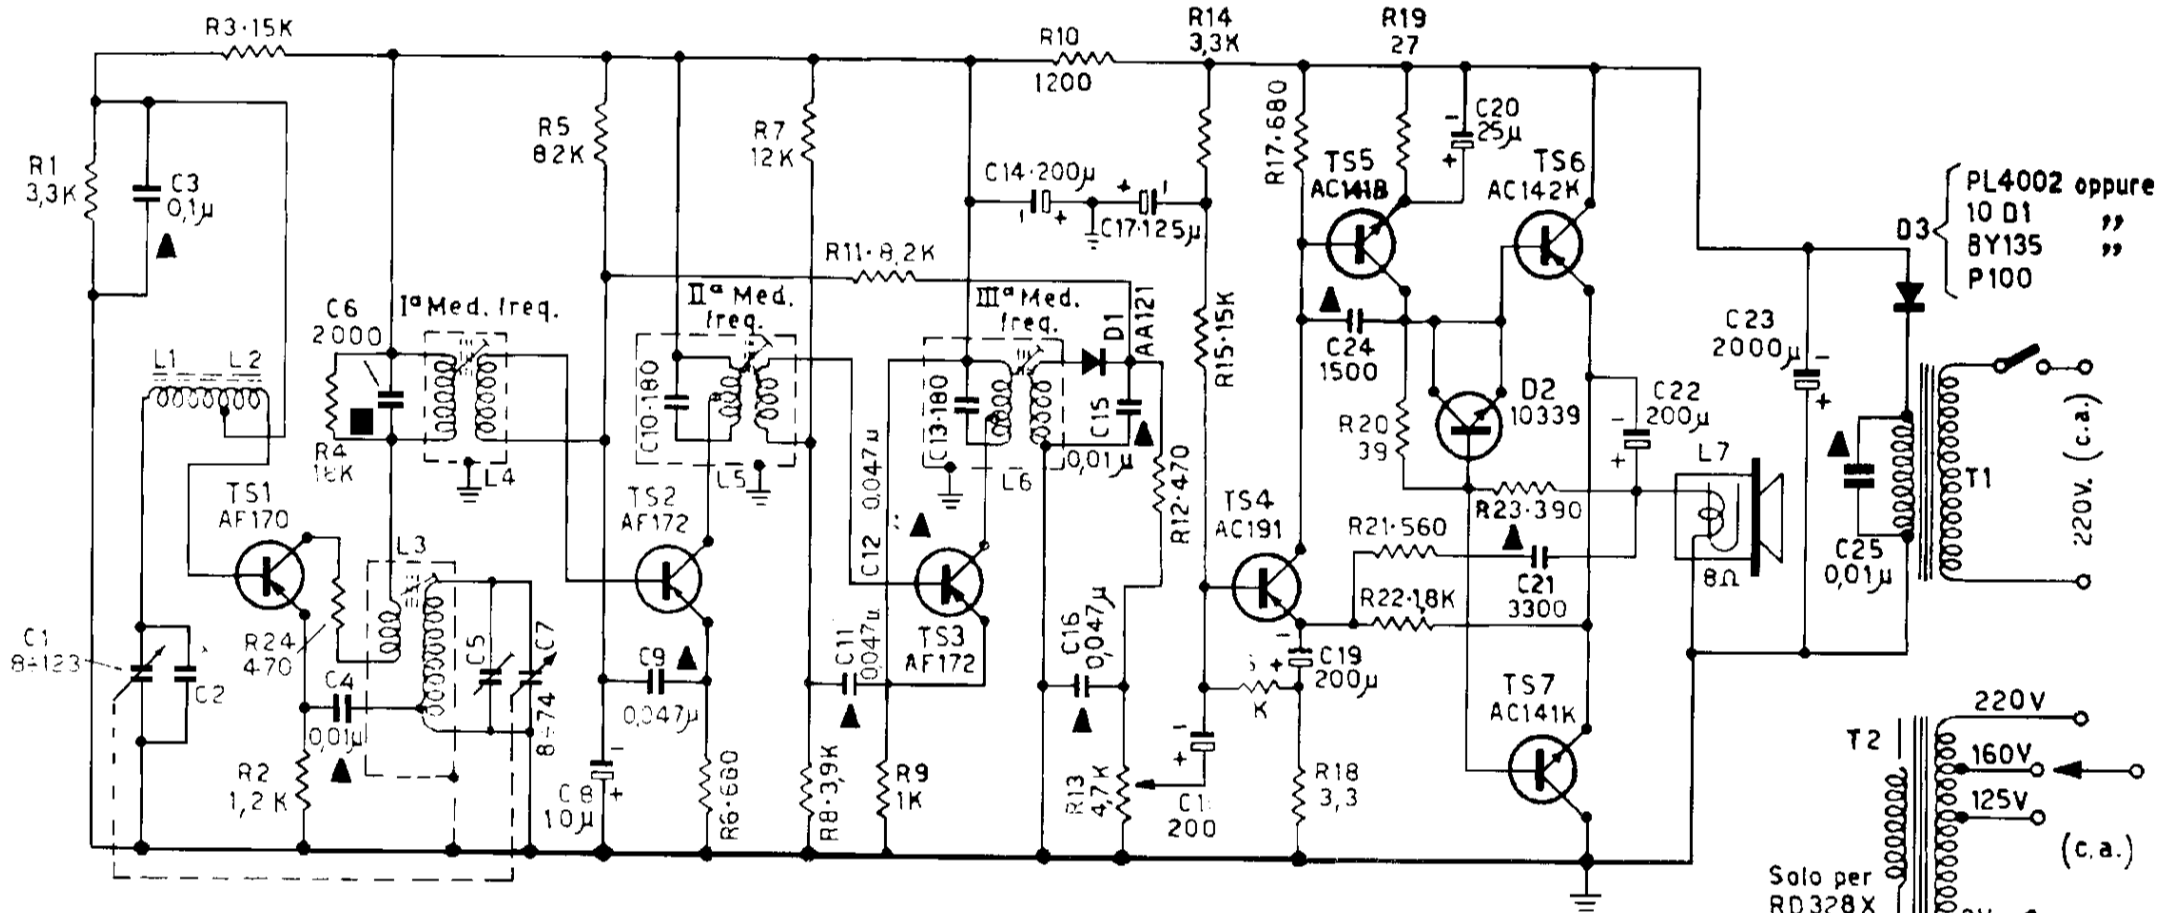 R3·15K
R10
1200
R14
3,3K
R19
27
R1
3,3K
C3
0,1µ
R5
82K
R7
12K
C14·200µ
C17·125µ
R17·680
C20
25µ
TS5
AC141B
TS6
AC142K
D3
PL4002 oppure
10 D1 ”
BY135 ”
P100
R11·8,2K
C6
2000
Iª Med. freq.
IIª Med.
freq.
IIIª Med.
freq.
D1
AA121
R15·15K
C24
1500
D2
10339
C22
200µ
C23
2000µ
L1
L2
R4
18K
L4
C10·180
L5
C13·180
L6
C15
0,01µ
R12·470
R20
39
R23·390
L7
8Ω
C25
0,01µ
T1
220V. (c.a.)
TS1
AF170
TS2
AF172
C12 0,047µ
TS3
AF172
TS4
AC191
R21·560
C21
3300
R22·1,8K
L3
R24
470
C1
8÷123
C2
C4
0,01µ
C5
C7
8÷74
C9
0,047µ
C11
0,047µ
C16
0,047µ
C19
200µ
K
TS7
AC141K
R2
1,2K
C8
10µ
R6·680
R8·3,9K
R9
1K
R13
4,7K
C1
200
R18
3,3
T2
220V
160V
125V
(c.a.)
Solo per
RD328X